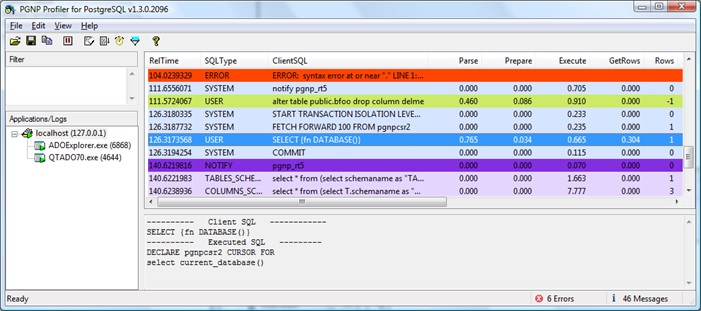 PGNP Profiler for PostgreSQL v1.3.0.2096
File Edit View Help
Filter
Applications/Logs
localhost (127.0.0.1)
ADOExplorer.exe (6868)
QTADO70.exe (4644)
RelTime SQLType ClientSQL Parse Prepare Execute GetRows Rows
104.0239329 ERROR ERROR: syntax error at or near "." LINE 1:... 0.000 0.000 0.000 0.000 0
111.6556071 SYSTEM notify pgnp_rt5 0.000 0.000 0.705 0.000 0
111.5724067 USER alter table public.bfoo drop column delme 0.460 0.086 0.910 0.000 -1
126.3180335 SYSTEM START TRANSACTION ISOLATION LEVE... 0.000 0.000 0.233 0.000 0
126.3187732 SYSTEM FETCH FORWARD 100 FROM pgnpcsr2 0.000 0.000 0.235 0.000 1
126.3173568 USER SELECT {fn DATABASE()} 0.765 0.034 0.665 0.304 1
126.3194254 SYSTEM COMMIT 0.000 0.000 0.214 0.000 0
140.6219816 NOTIFY pgnp_rt5 0.000 0.000 0.070 0.000 0
140.6221983 TABLES_SCHE... select * from (select schemaname as "TA... 0.000 0.000 1.663 0.000 1
140.6238936 COLUMNS_SC... select * from (select T.schemaname as "... 0.000 0.000 7.777 0.000 3
---------- Client SQL ------------
SELECT {fn DATABASE()}
---------- Executed SQL ---------
DECLARE pgnpcsr2 CURSOR FOR
select current_database()
Ready 6 Errors 46 Messages